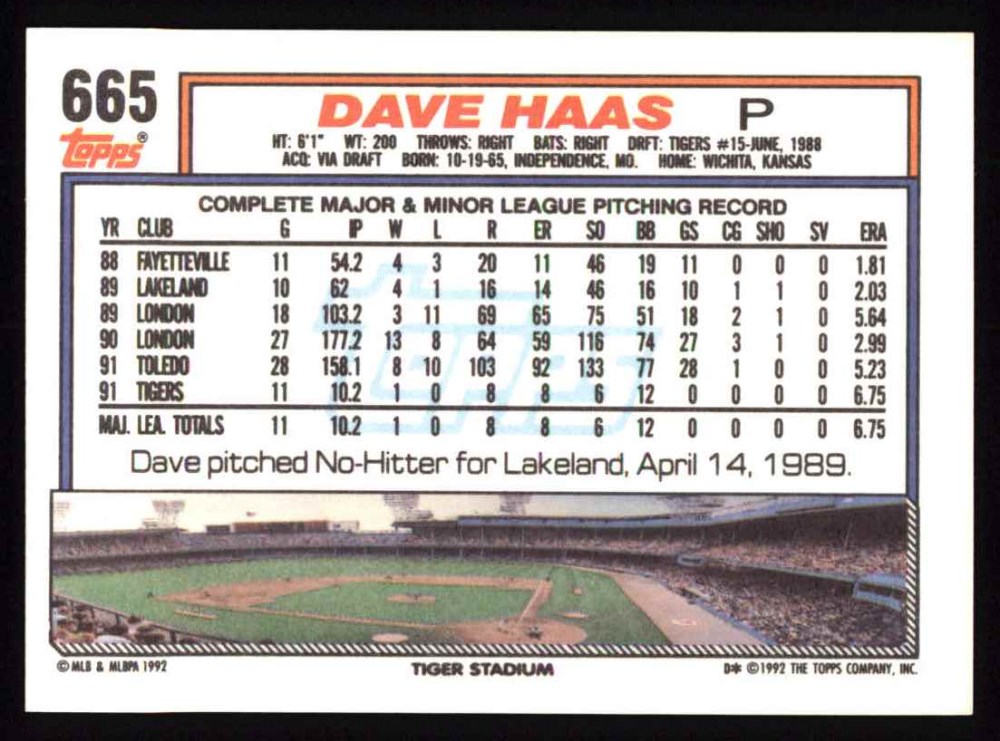 665
Topps®
DAVE HAAS P
HT: 6'1" WT: 200 THROWS: RIGHT BATS: RIGHT DRFT: TIGERS #15-JUNE, 1988
ACQ: VIA DRAFT BORN: 10-19-65, INDEPENDENCE, MO. HOME: WICHITA, KANSAS
COMPLETE MAJOR & MINOR LEAGUE PITCHING RECORD
YR CLUB G IP W L R ER SO BB GS CG SHO SV ERA
88 FAYETTEVILLE 11 54.2 4 3 20 11 46 19 11 0 0 0 1.81
89 LAKELAND 10 62 4 1 16 14 46 16 10 1 1 0 2.03
89 LONDON 18 103.2 3 11 69 65 75 51 18 2 1 0 5.64
90 LONDON 27 177.2 13 8 64 59 116 74 27 3 1 0 2.99
91 TOLEDO 28 158.1 8 10 103 92 133 77 28 1 0 0 5.23
91 TIGERS 11 10.2 1 0 8 8 6 12 0 0 0 0 6.75
MAJ. LEA. TOTALS 11 10.2 1 0 8 8 6 12 0 0 0 0 6.75
Dave pitched No-Hitter for Lakeland, April 14, 1989.
© MLB & MLBPA 1992 TIGER STADIUM D* ©1992 THE TOPPS COMPANY, INC.